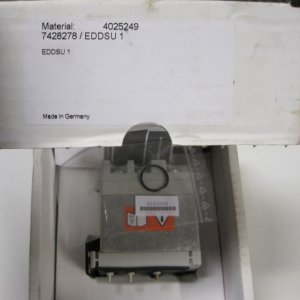 Material: 4025249
7428278 / EDDSU 1
EDDSU 1
Made in Germany